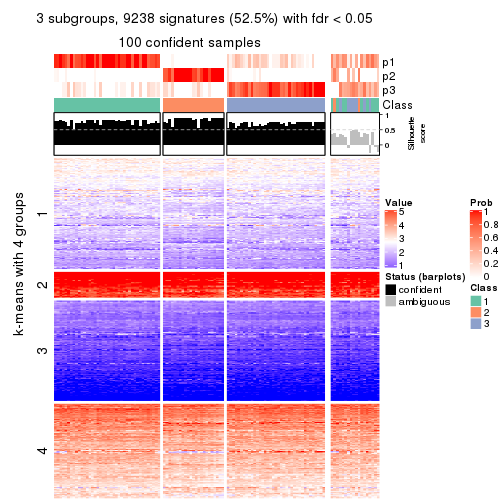 3 subgroups, 9238 signatures (52.5%) with fdr < 0.05
100 confident samples
p1
p2
p3
Class
1
0.5
0
Silhouette
score
k-means with 4 groups
1
2
3
4
Value
5
4
3
2
1
Status (barplots)
confident
ambiguous
Prob
1
0.8
0.6
0.4
0.2
0
Class
1
2
3